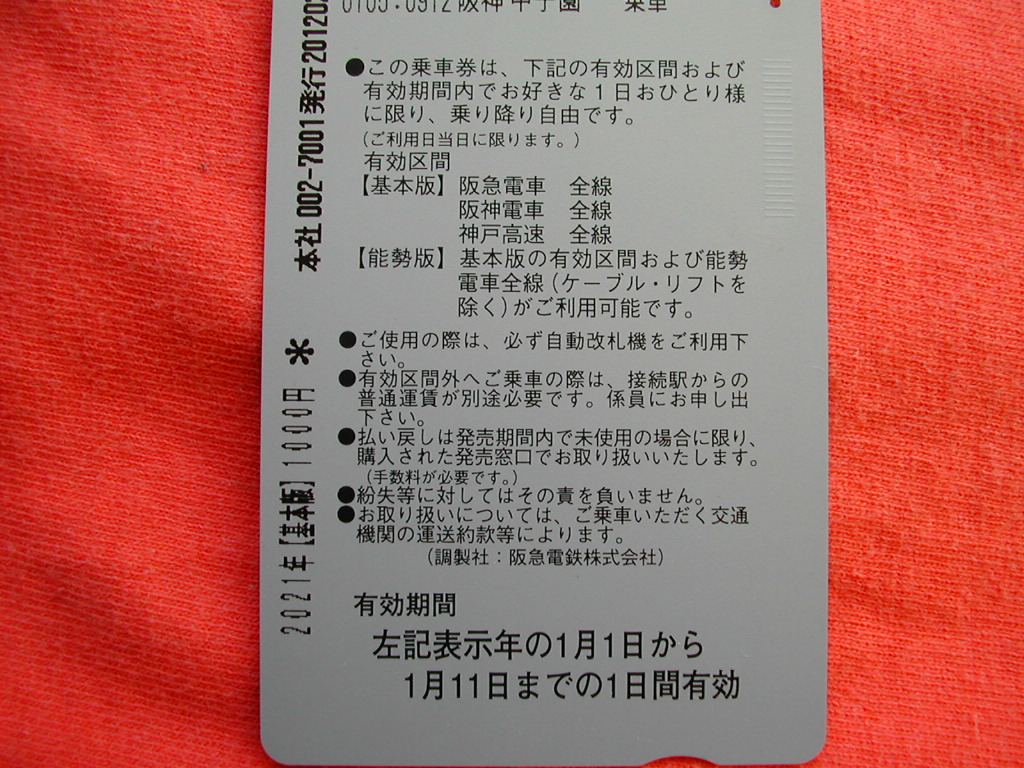 0105:0912 阪神 甲子園 乗車
●この乗車券は、下記の有効区間および
有効期間内でお好きな1日おひとり様
に限り、乗り降り自由です。
(ご利用日当日に限ります。)
有効区間
【基本版】阪急電車 全線
阪神電車 全線
神戸高速 全線
【能勢版】基本版の有効区間および能勢
電車全線(ケーブル・リフトを
除く)がご利用可能です。
●ご使用の際は、必ず自動改札機をご利用下
さい。
●有効区間外へご乗車の際は、接続駅からの
普通運賃が別途必要です。係員にお申し出
下さい。
●払い戻しは発売期間内で未使用の場合に限り、
購入された発売窓口でお取り扱いいたします。
(手数料が必要です。)
●紛失等に対してはその責を負いません。
●お取り扱いについては、ご乗車いただく交通
機関の運送約款等によります。
(調製社:阪急電鉄株式会社)
有効期間
左記表示年の1月1日から
1月11日までの1日間有効
2021年【基本版】1000円 * 本社002-7001発行201202